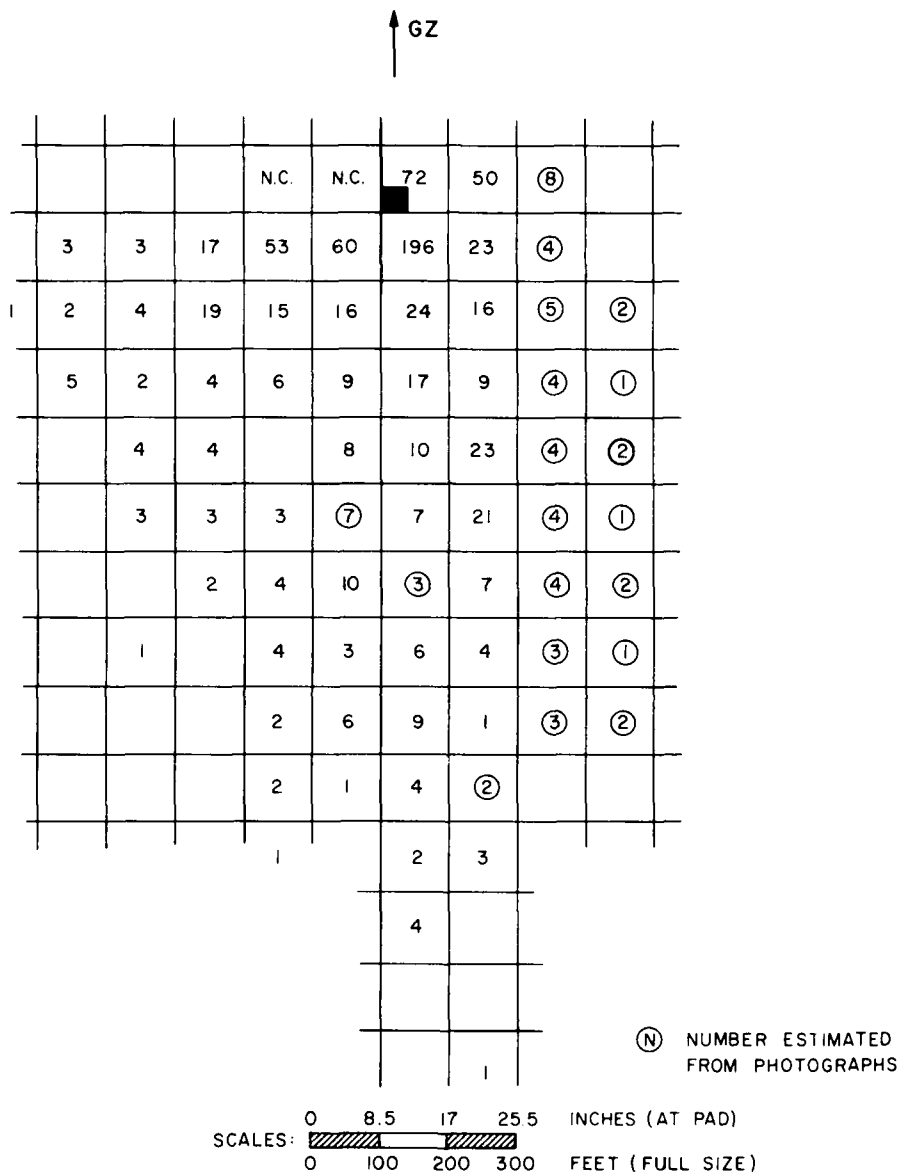 GZ
N.C. N.C. 72 50 8
3 3 17 53 60 196 23 4
1 2 4 19 15 16 24 16 5 2
5 2 4 6 9 17 9 4 1
4 4 8 10 23 4 2
3 3 3 7 7 21 4 1
2 4 10 3 7 4 2
1 4 3 6 4 3 1
2 6 9 1 3 2
2 1 4 2
1 2 3
4
N NUMBER ESTIMATED
FROM PHOTOGRAPHS
1
0 8.5 17 25.5 INCHES (AT PAD)
SCALES:
0 100 200 300 FEET (FULL SIZE)